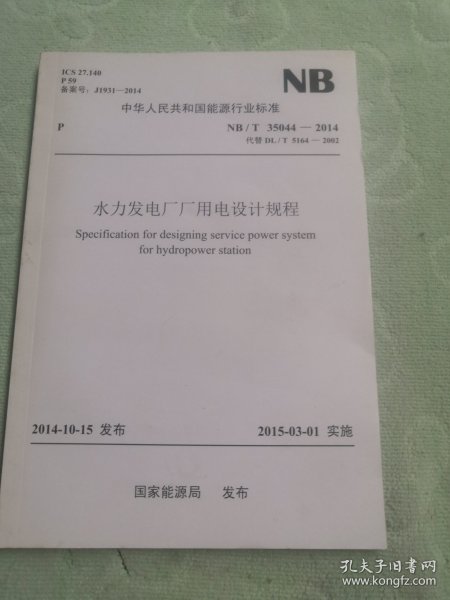 ICS 27.140
P 59
备案号：J1931—2014
NB
中华人民共和国能源行业标准
P
NB / T 35044 — 2014
代替 DL / T 5164 — 2002
水力发电厂厂用电设计规程
Specification for designing service power system
for hydropower station
2014-10-15 发布
2015-03-01 实施
国家能源局 发布
孔夫子旧书网
www.kongfz.com